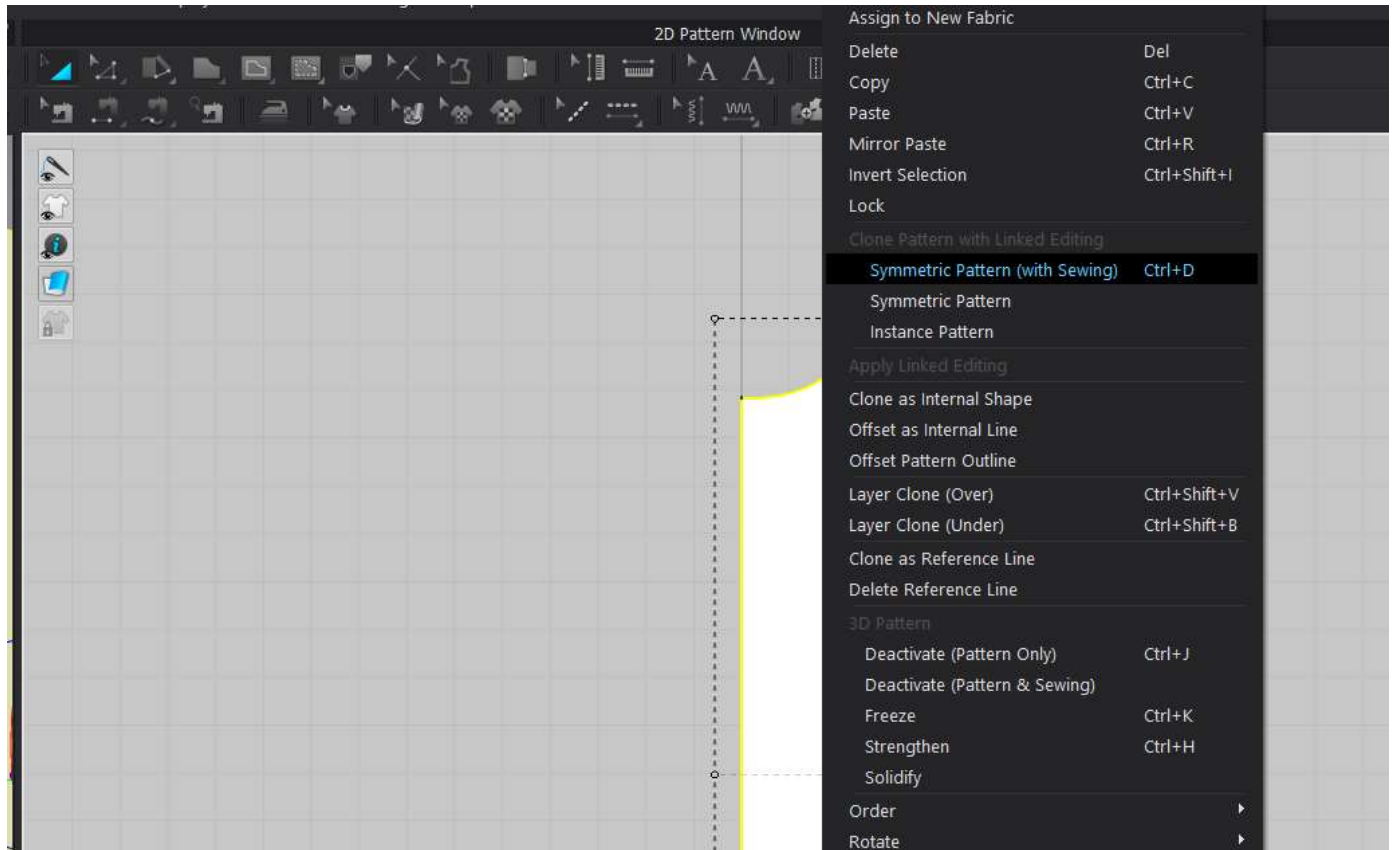 2D Pattern Window
Assign to New Fabric
Delete Del
Copy Ctrl+C
Paste Ctrl+V
Mirror Paste Ctrl+R
Invert Selection Ctrl+Shift+I
Lock
Clone Pattern with Linked Editing
Symmetric Pattern (with Sewing) Ctrl+D
Symmetric Pattern
Instance Pattern
Apply Linked Editing
Clone as Internal Shape
Offset as Internal Line
Offset Pattern Outline
Layer Clone (Over) Ctrl+Shift+V
Layer Clone (Under) Ctrl+Shift+B
Clone as Reference Line
Delete Reference Line
3D Pattern
Deactivate (Pattern Only) Ctrl+J
Deactivate (Pattern & Sewing)
Freeze Ctrl+K
Strengthen Ctrl+H
Solidify
Order
Rotate